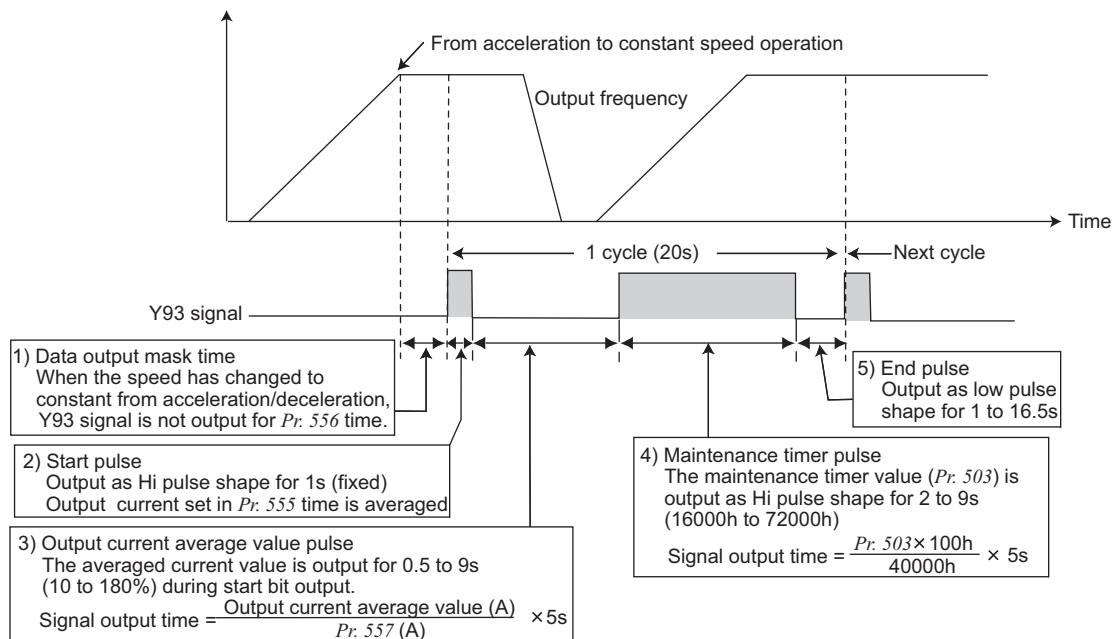 From acceleration to constant speed operation
Output frequency
Time
1 cycle (20s)
Next cycle
Y93 signal
1) Data output mask time
When the speed has changed to
constant from acceleration/deceleration,
Y93 signal is not output for Pr. 556 time.
5) End pulse
Output as low pulse
shape for 1 to 16.5s
2) Start pulse
Output as Hi pulse shape for 1s (fixed)
Output current set in Pr. 555 time is averaged
4) Maintenance timer pulse
The maintenance timer value (Pr. 503) is
output as Hi pulse shape for 2 to 9s
(16000h to 72000h)
Signal output time = Pr. 503×100h / 40000h × 5s
3) Output current average value pulse
The averaged current value is output for 0.5 to 9s
(10 to 180%) during start bit output.
Signal output time = Output current average value (A) / Pr. 557 (A) ×5s